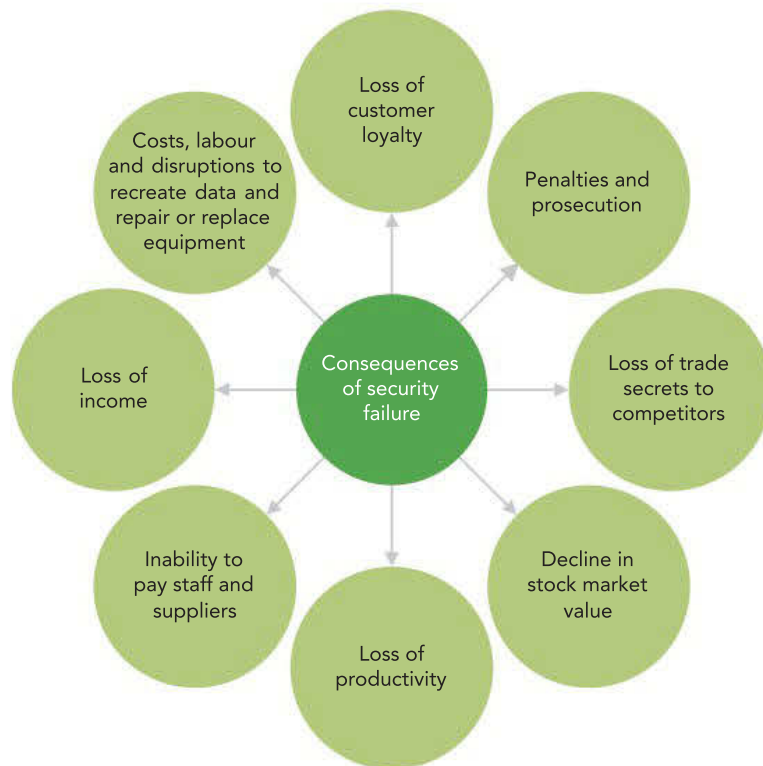 Loss of
customer
loyalty
Costs, labour
and disruptions to
recreate data and
repair or replace
equipment
Penalties and
prosecution
Loss of
income
Consequences
of security
failure
Loss of trade
secrets to
competitors
Inability to
pay staff and
suppliers
Decline in
stock market
value
Loss of
productivity